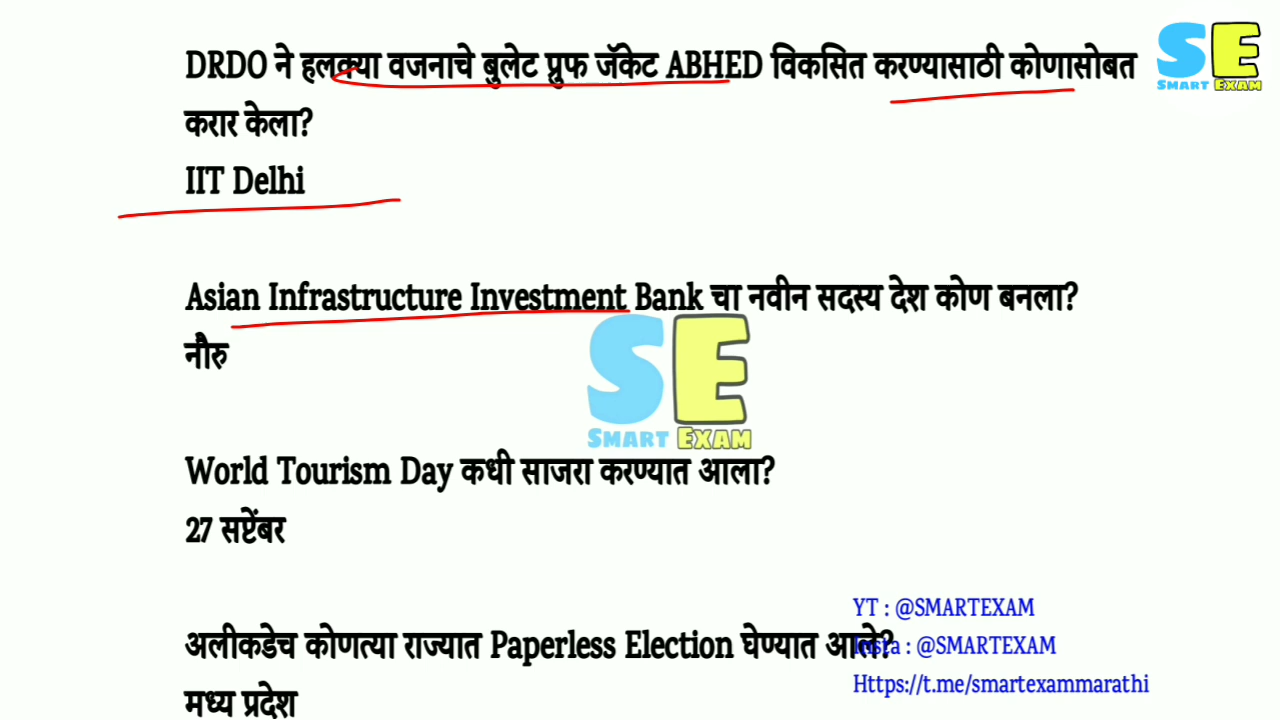 DRDO ने हलक्या वजनाचे बुलेट प्रुफ जॅकेट ABHED विकसित करण्यासाठी कोणासोबत
करार केला?
IIT Delhi
SE
SMART EXAM
Asian Infrastructure Investment Bank चा नवीन सदस्य देश कोण बनला?
नौरु
SE
SMART EXAM
World Tourism Day कधी साजरा करण्यात आला?
27 सप्टेंबर
अलीकडेच कोणत्या राज्यात Paperless Election घेण्यात आले?
मध्य प्रदेश
YT : @SMARTEXAM
Insta : @SMARTEXAM
Https://t.me/smartexammarathi